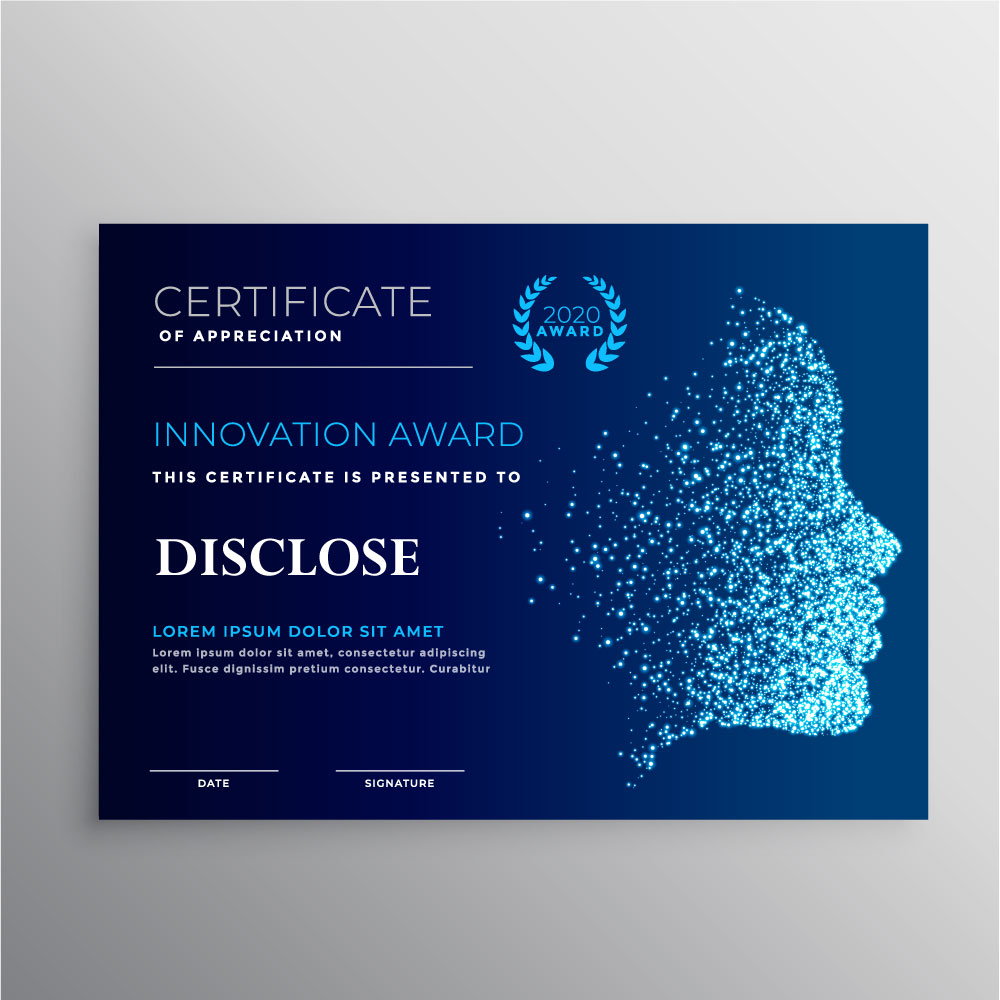 CERTIFICATE
OF APPRECIATION
2020
AWARD
INNOVATION AWARD
THIS CERTIFICATE IS PRESENTED TO
DISCLOSE
LOREM IPSUM DOLOR SIT AMET
Lorem ipsum dolor sit amet, consectetur adipiscing
elit. Fusce dignissim pretium consectetur. Curabitur
DATE
SIGNATURE